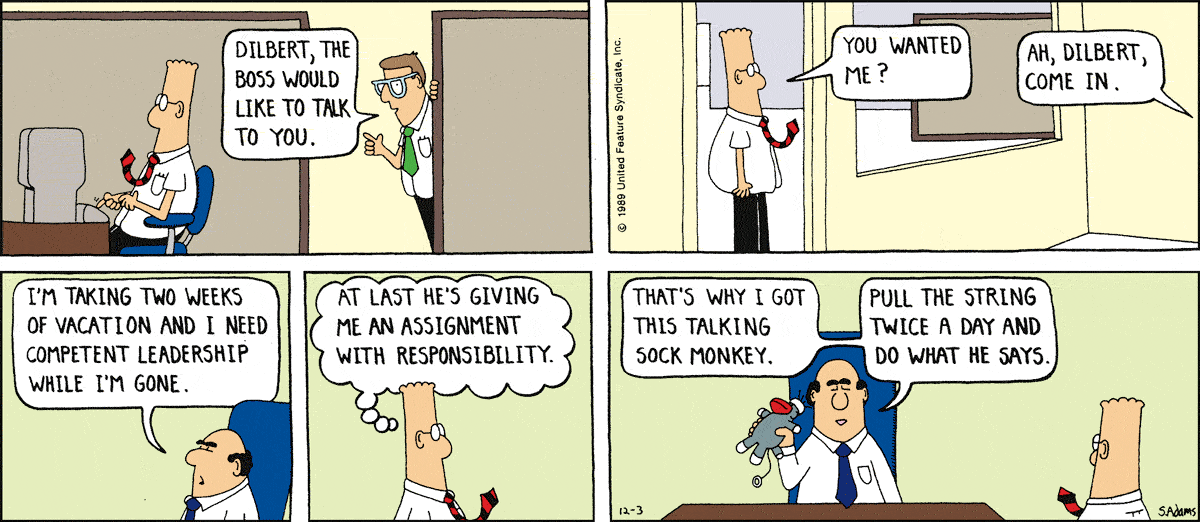 DILBERT, THE
BOSS WOULD
LIKE TO TALK
TO YOU.
© 1989 United Feature Syndicate, Inc.
YOU WANTED
ME?
AH, DILBERT,
COME IN.
I'M TAKING TWO WEEKS
OF VACATION AND I NEED
COMPETENT LEADERSHIP
WHILE I'M GONE.
AT LAST HE'S GIVING
ME AN ASSIGNMENT
WITH RESPONSIBILITY.
THAT'S WHY I GOT
THIS TALKING
SOCK MONKEY.
PULL THE STRING
TWICE A DAY AND
DO WHAT HE SAYS.
12-3
S.Adams